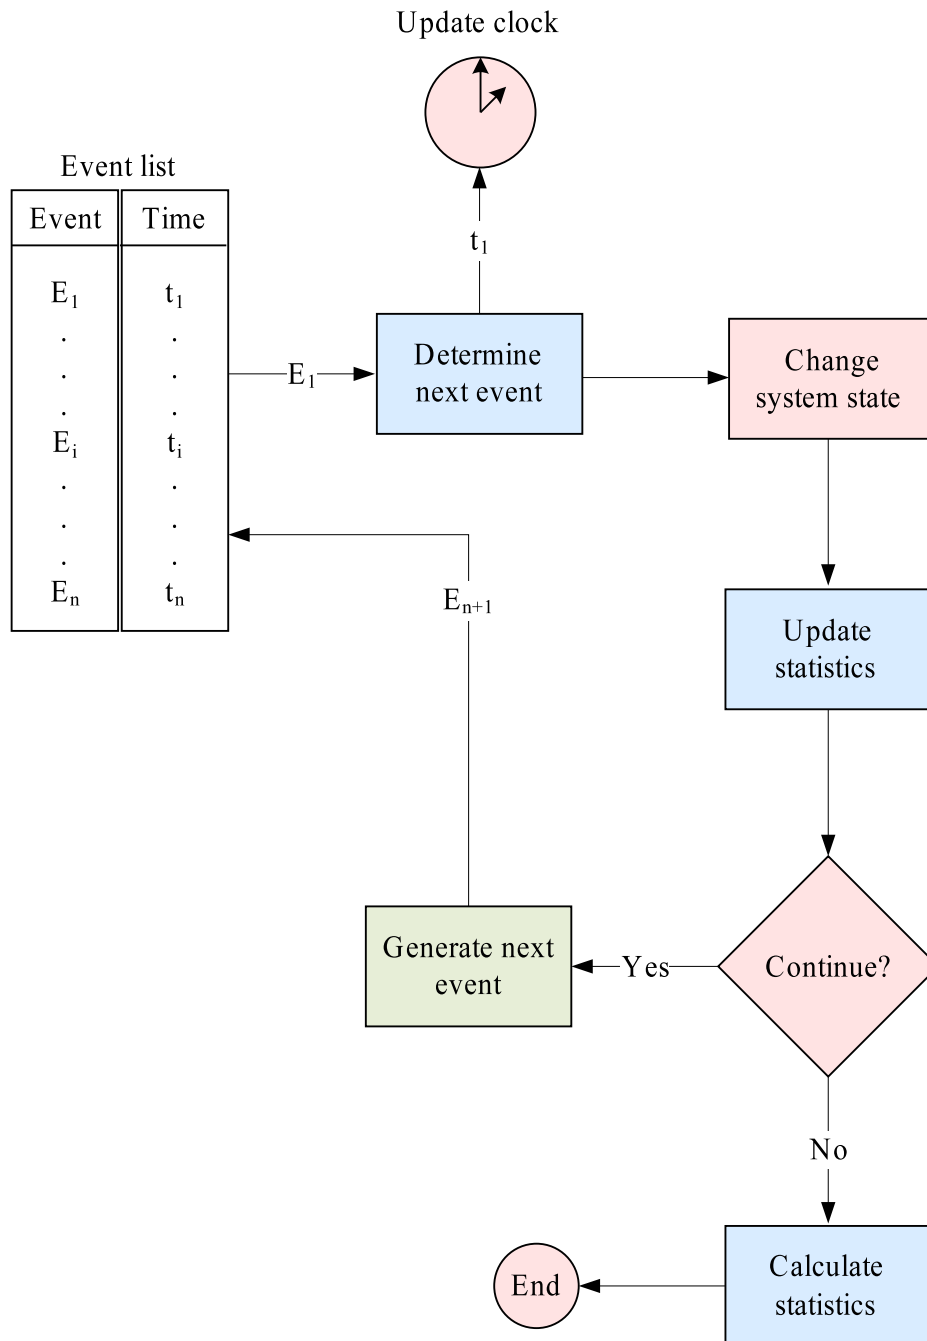 Update clock
Event list
Event Time
t₁
E₁ t₁
. .
. .
. .
E₁
Determine
next event
Change
system state
Eᵢ tᵢ
. .
. .
. .
Eₙ tₙ
Eₙ₊₁
Update
statistics
Generate next
event
Yes
Continue?
No
End
Calculate
statistics